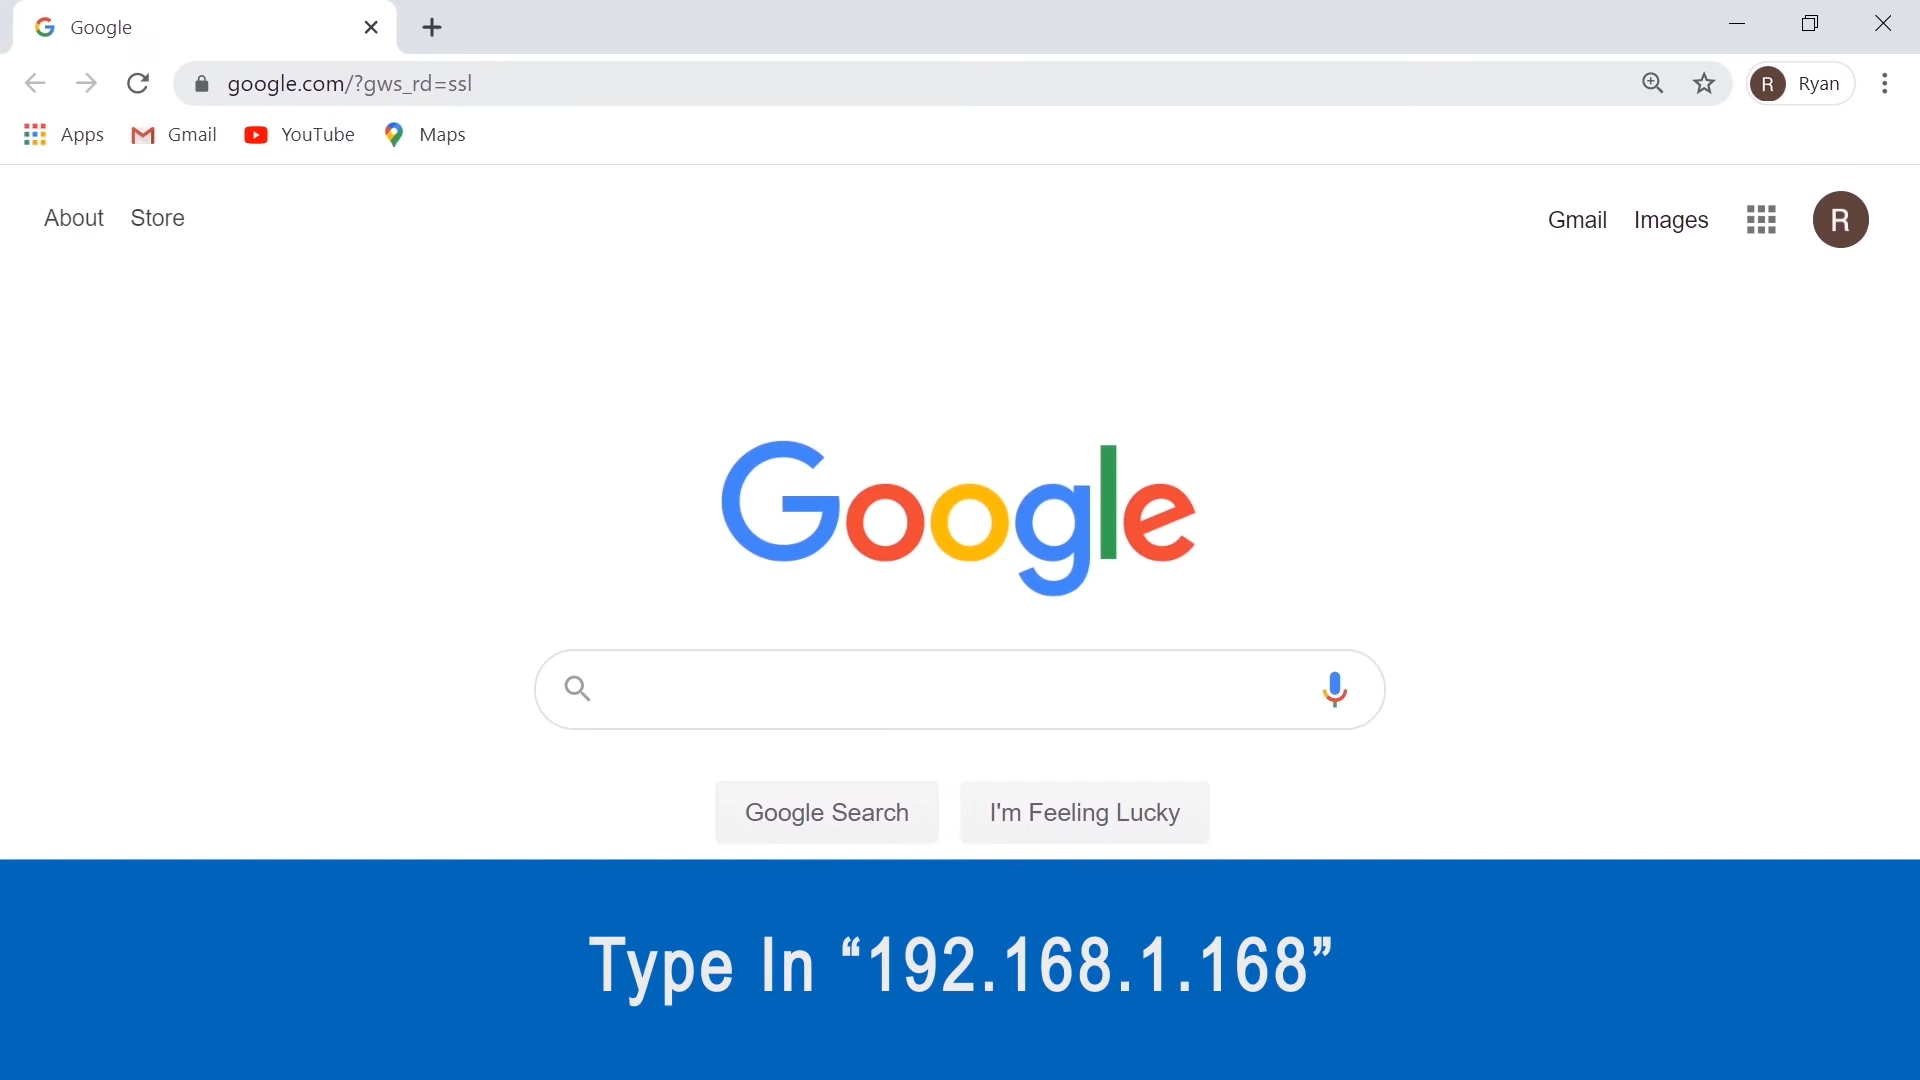 Google
google.com/?gws_rd=ssl
R Ryan
Apps Gmail YouTube Maps
About Store
Gmail Images R
Google
Google Search I'm Feeling Lucky
Type In “192.168.1.168”